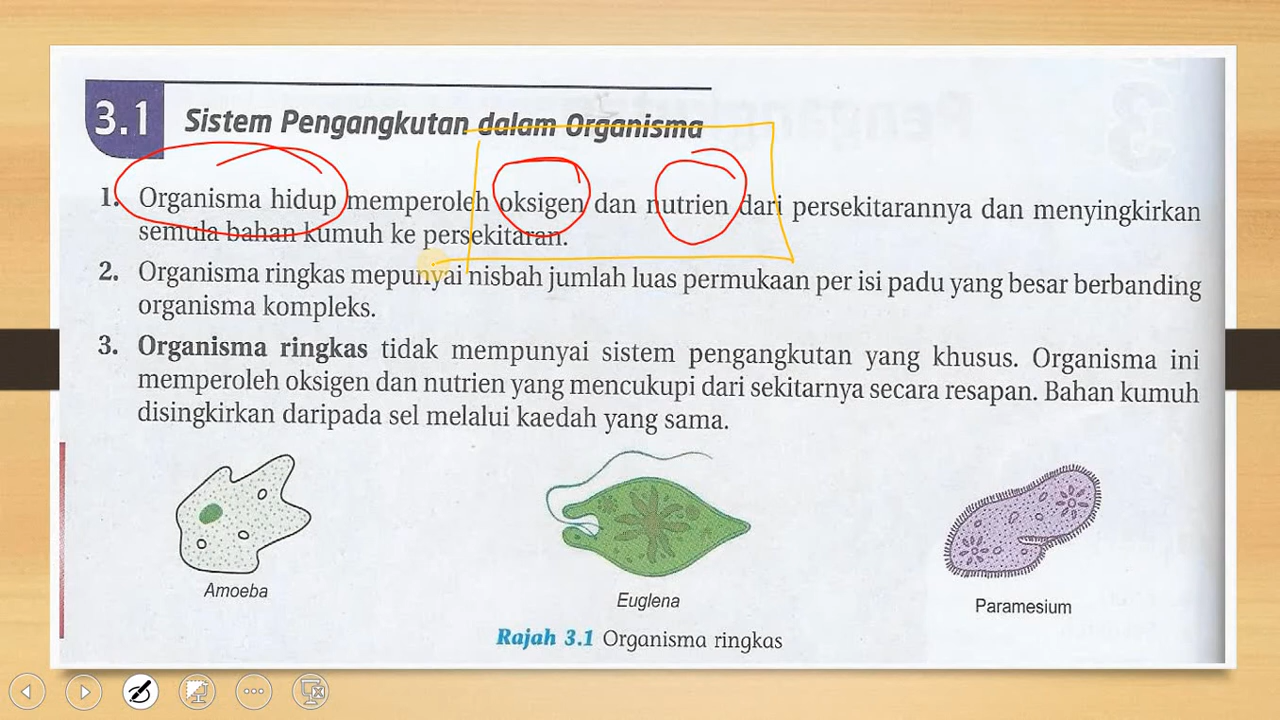 3.1 Sistem Pengangkutan dalam Organisma
1. Organisma hidup memperoleh oksigen dan nutrien dari persekitarannya dan menyingkirkan
semula bahan kumuh ke persekitaran.
2. Organisma ringkas mepunyai nisbah jumlah luas permukaan per isi padu yang besar berbanding
organisma kompleks.
3. Organisma ringkas tidak mempunyai sistem pengangkutan yang khusus. Organisma ini
memperoleh oksigen dan nutrien yang mencukupi dari sekitarnya secara resapan. Bahan kumuh
disingkirkan daripada sel melalui kaedah yang sama.
Amoeba
Euglena
Paramesium
Rajah 3.1 Organisma ringkas